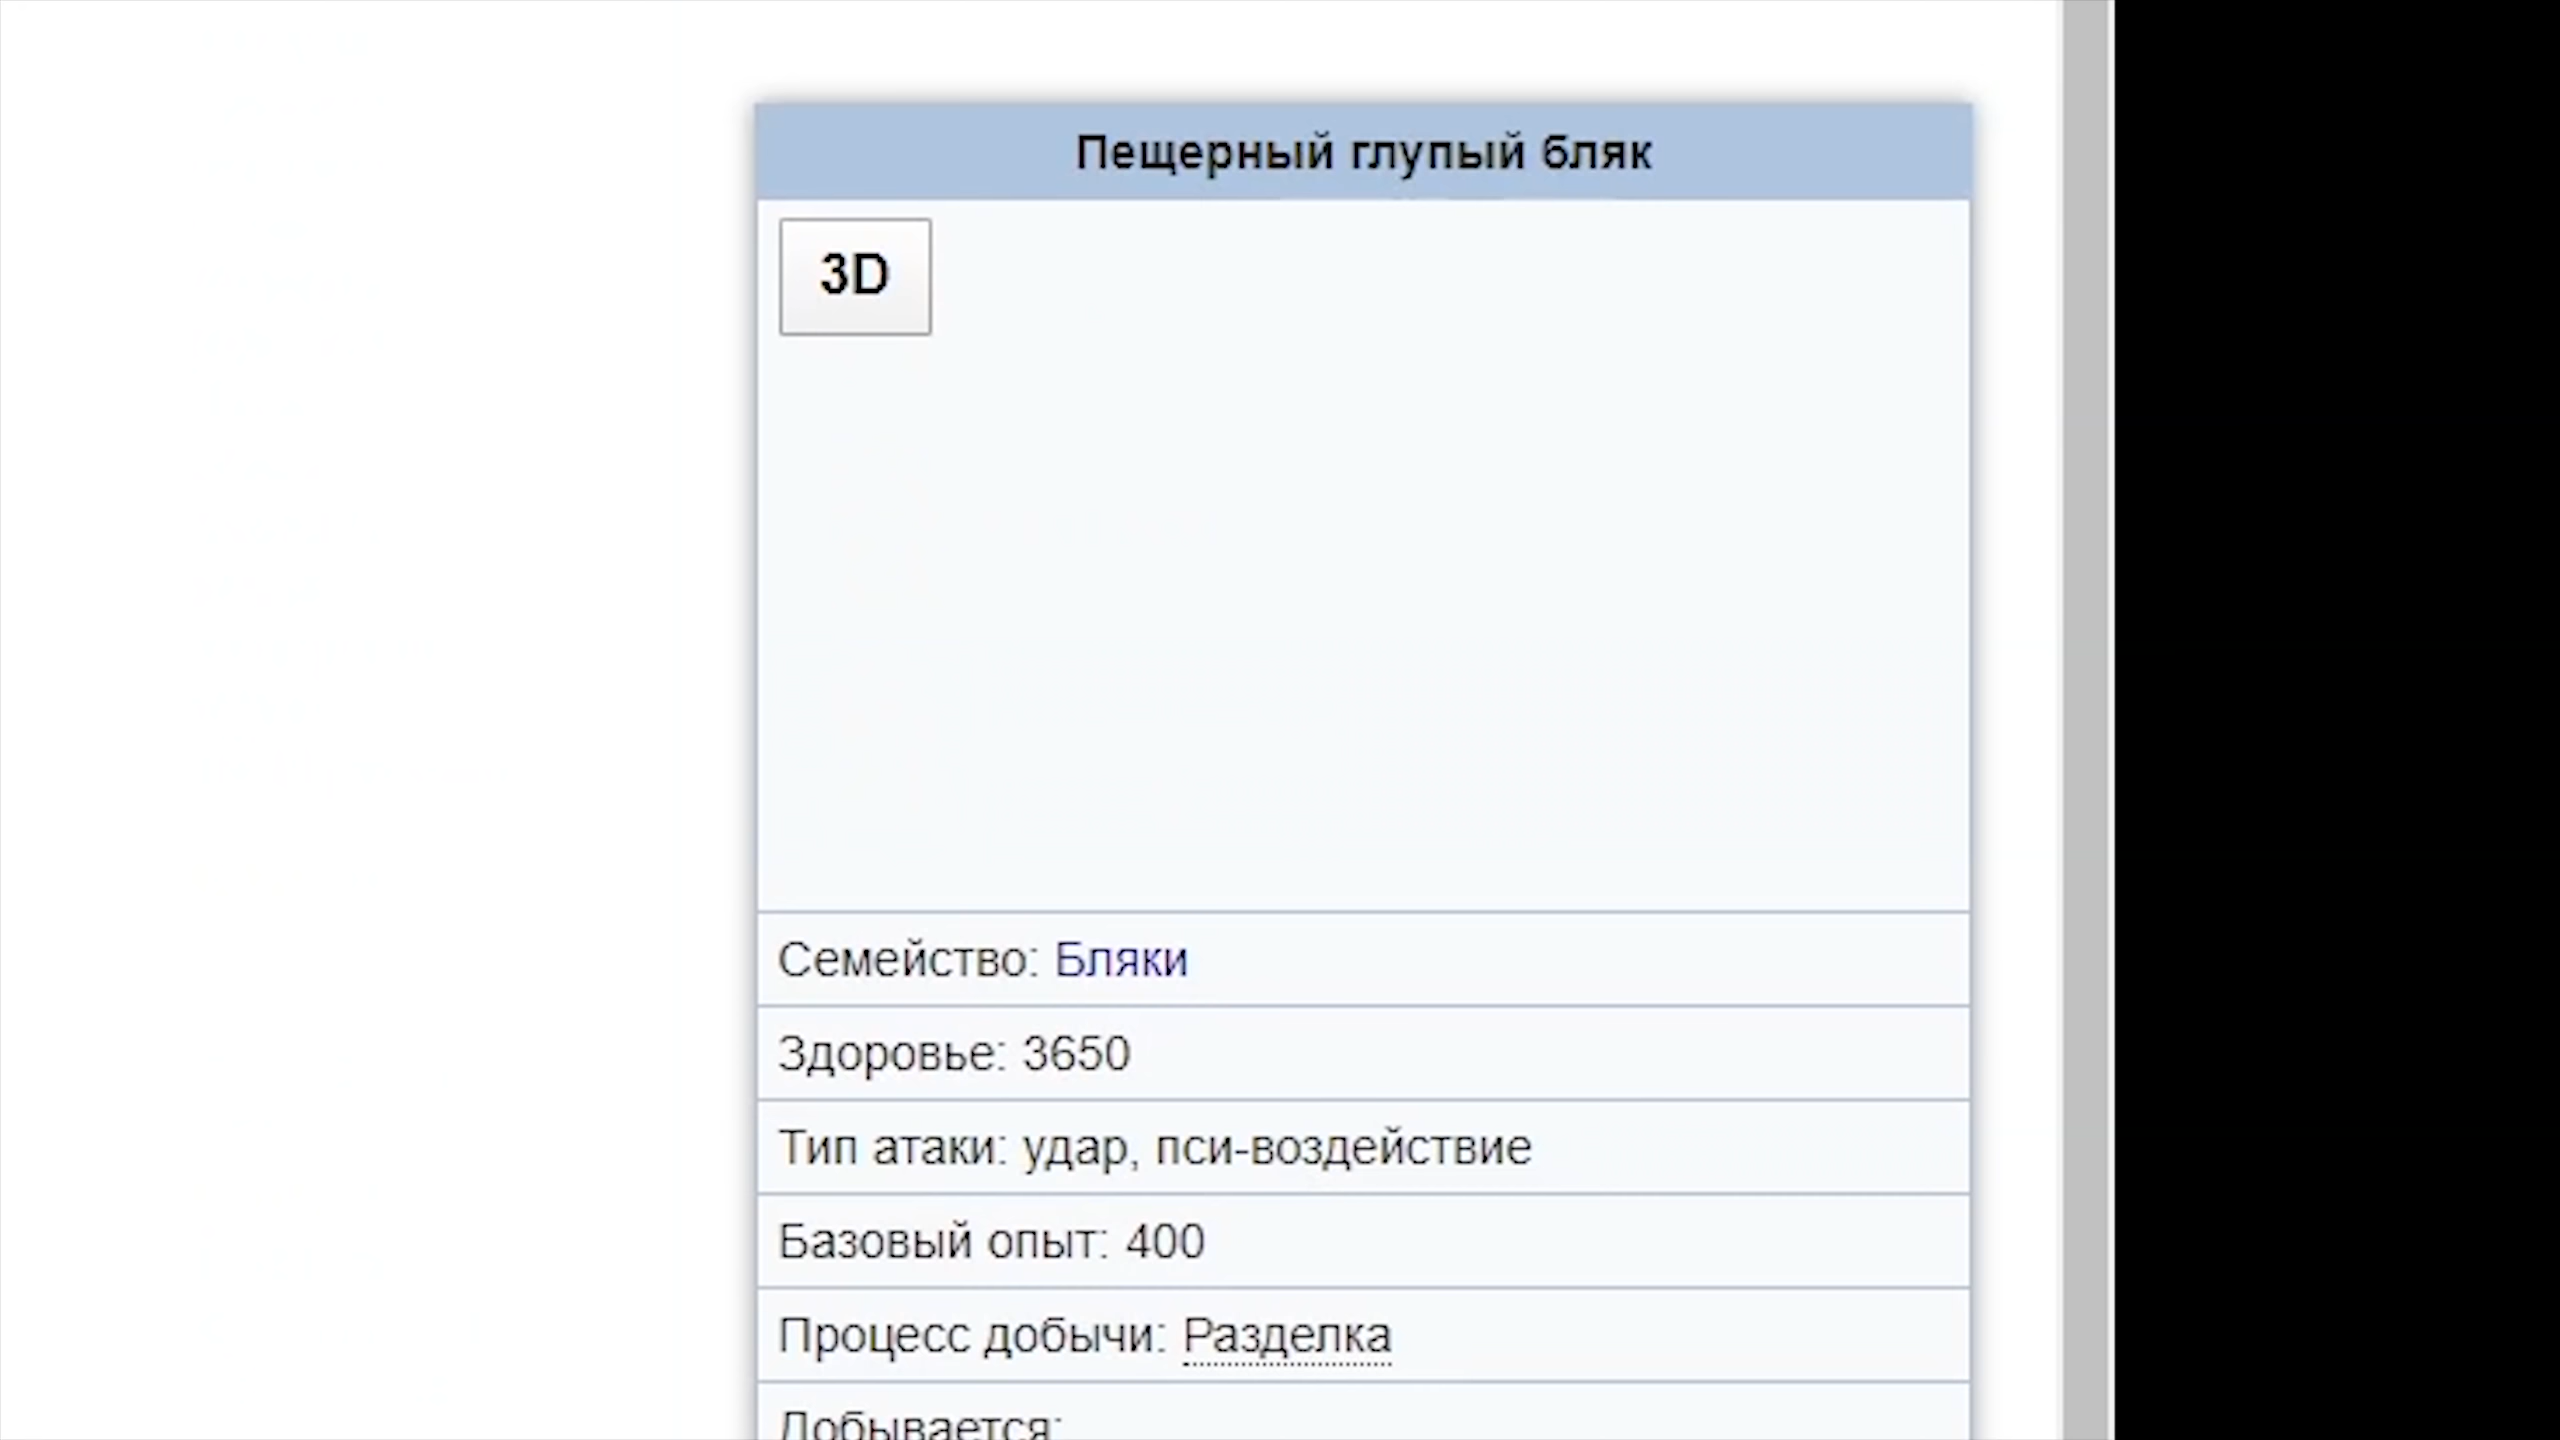 Пещерный глупый бляк
3D
Семейство: Бляки
Здоровье: 3650
Тип атаки: удар, пси-воздействие
Базовый опыт: 400
Процесс добычи: Разделка
Добывается: